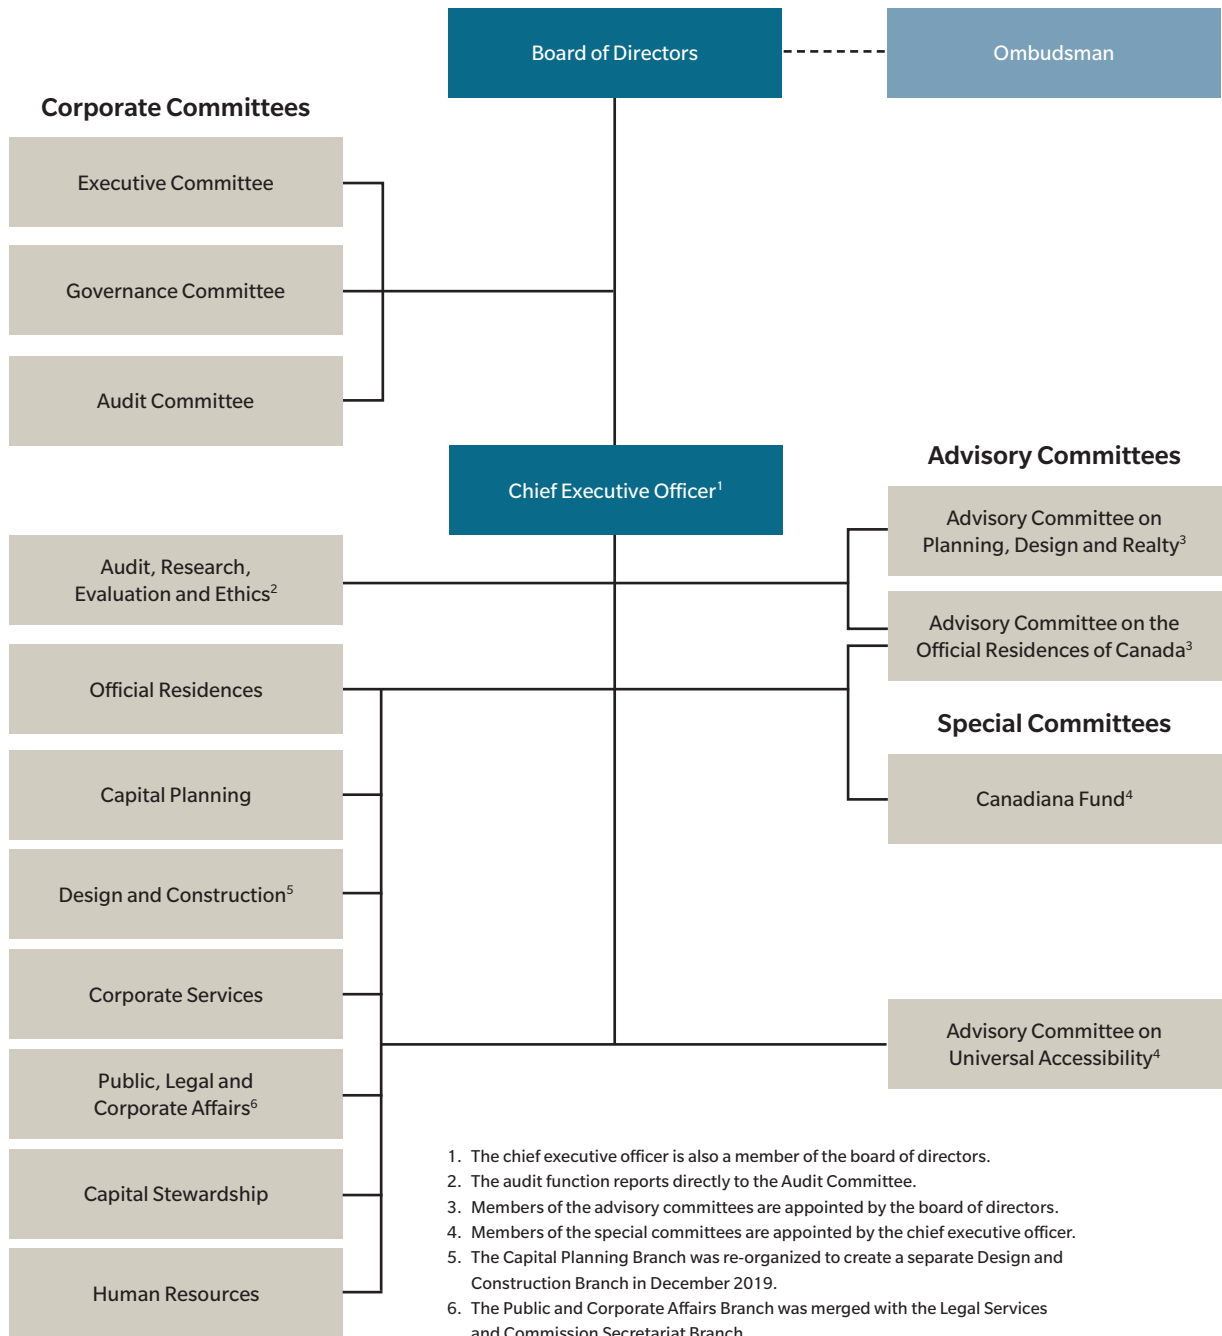 Board of Directors
Ombudsman
Corporate Committees
Executive Committee
Governance Committee
Audit Committee
Chief Executive Officer¹
Advisory Committees
Advisory Committee on
Planning, Design and Realty³
Audit, Research,
Evaluation and Ethics²
Advisory Committee on the
Official Residences of Canada³
Official Residences
Special Committees
Capital Planning
Canadiana Fund⁴
Design and Construction⁵
Corporate Services
Advisory Committee on
Universal Accessibility⁴
Public, Legal and
Corporate Affairs⁶
Capital Stewardship
Human Resources
1. The chief executive officer is also a member of the board of directors.
2. The audit function reports directly to the Audit Committee.
3. Members of the advisory committees are appointed by the board of directors.
4. Members of the special committees are appointed by the chief executive officer.
5. The Capital Planning Branch was re-organized to create a separate Design and
Construction Branch in December 2019.
6. The Public and Corporate Affairs Branch was merged with the Legal Services
and Commission Secretariat Branch